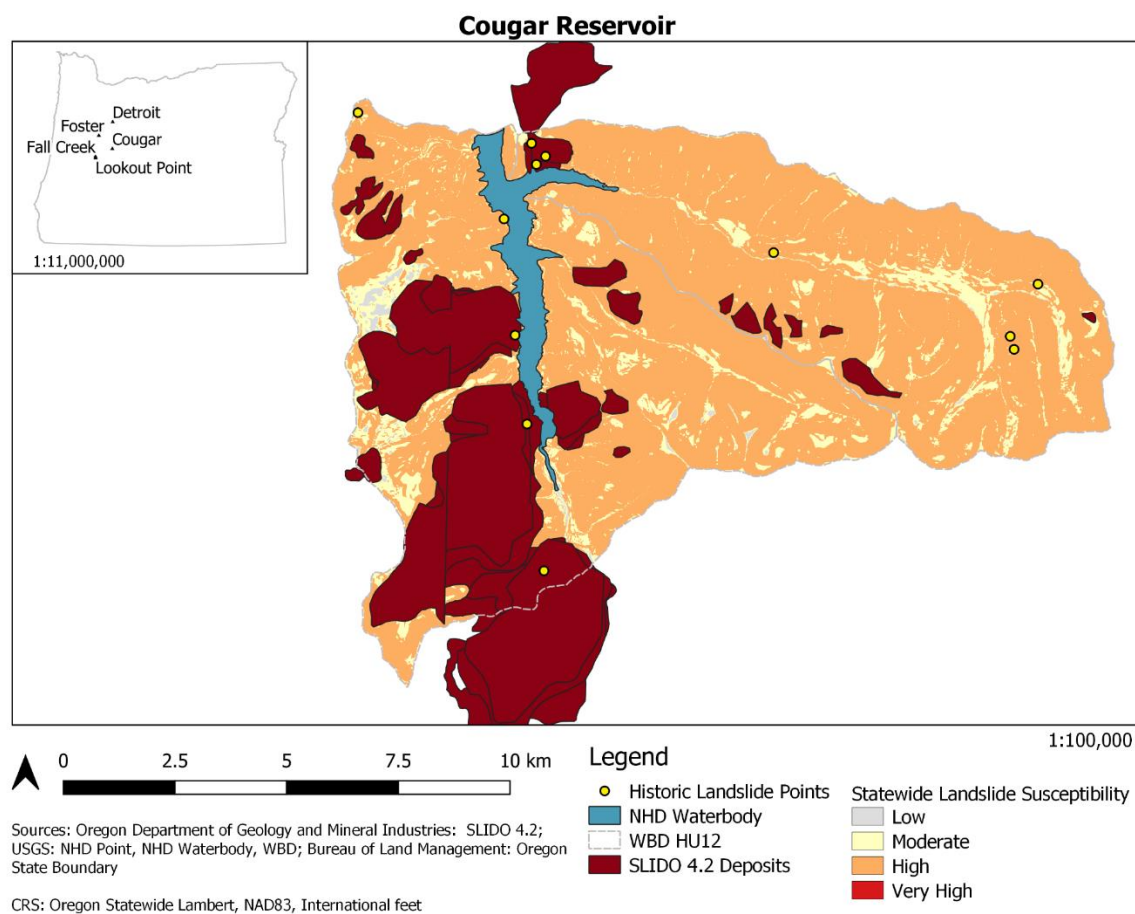 Cougar Reservoir
Detroit
Foster
Cougar
Fall Creek
Lookout Point
1:11,000,000
1:100,000
0 2.5 5 7.5 10 km
Legend
Historic Landslide Points
NHD Waterbody
WBD HU12
SLIDO 4.2 Deposits
Statewide Landslide Susceptibility
Low
Moderate
High
Very High
Sources: Oregon Department of Geology and Mineral Industries: SLIDO 4.2;
USGS: NHD Point, NHD Waterbody, WBD; Bureau of Land Management: Oregon
State Boundary
CRS: Oregon Statewide Lambert, NAD83, International feet